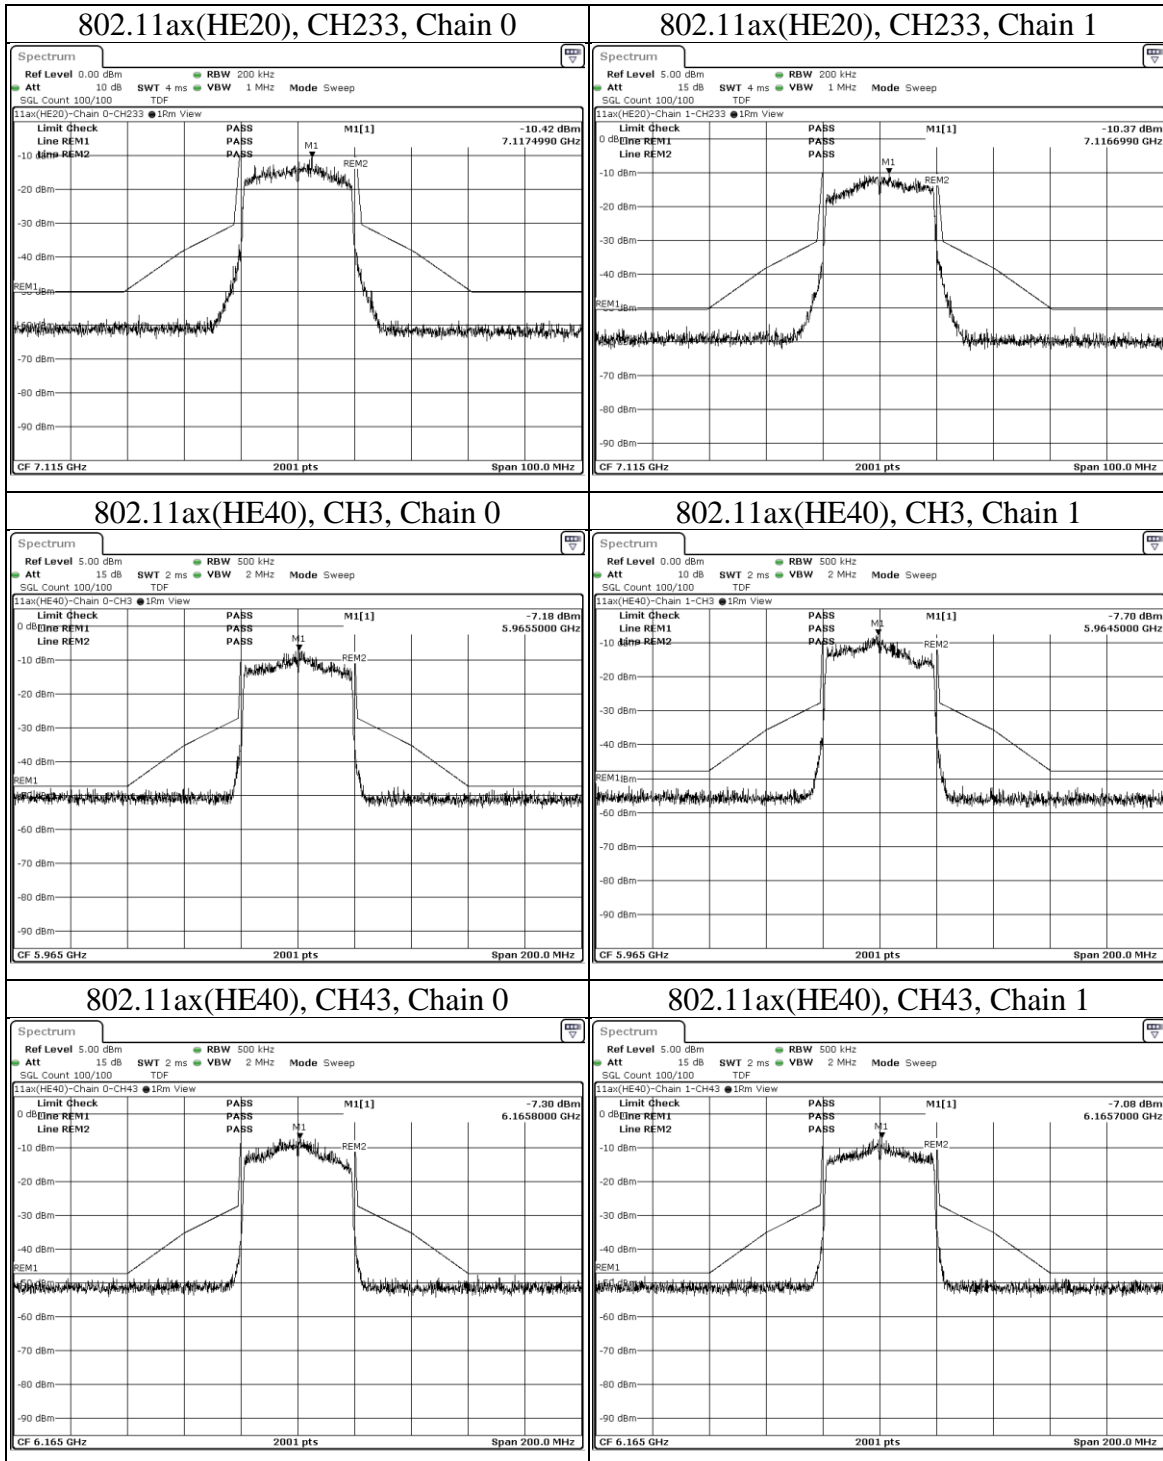 802.11ax(HE20), CH233, Chain 0
Spectrum
Ref Level 0.00 dBm RBW 200 kHz
Att 10 dB SWT 4 ms VBW 1 MHz Mode Sweep
SGL Count 100/100 TDF
11ax(HE20)-Chain 0-CH233 1Rm View
Limit Check PASS M1[1] -10.42 dBm
Line REM1 PASS 7.1174990 GHz
Line REM2 PASS
M1
REM2
-10 dBm
-20 dBm
-30 dBm
-40 dBm
REM1
-70 dBm
-80 dBm
-90 dBm
CF 7.115 GHz 2001 pts Span 100.0 MHz
802.11ax(HE20), CH233, Chain 1
Spectrum
Ref Level 5.00 dBm RBW 200 kHz
Att 15 dB SWT 4 ms VBW 1 MHz Mode Sweep
SGL Count 100/100 TDF
11ax(HE20)-Chain 1-CH233 1Rm View
Limit Check PASS M1[1] -10.37 dBm
0 dBm Line REM1 PASS 7.1166990 GHz
Line REM2 PASS
M1
-10 dBm
REM2
-20 dBm
-30 dBm
-40 dBm
REM1
-70 dBm
-80 dBm
-90 dBm
CF 7.115 GHz 2001 pts Span 100.0 MHz
802.11ax(HE40), CH3, Chain 0
Spectrum
Ref Level 5.00 dBm RBW 500 kHz
Att 15 dB SWT 2 ms VBW 2 MHz Mode Sweep
SGL Count 100/100 TDF
11ax(HE40)-Chain 0-CH3 1Rm View
Limit Check PASS M1[1] -7.18 dBm
0 dBm Line REM1 PASS 5.9655000 GHz
Line REM2 PASS
M1
-10 dBm
REM2
-20 dBm
-30 dBm
-40 dBm
REM1
-60 dBm
-70 dBm
-80 dBm
-90 dBm
CF 5.965 GHz 2001 pts Span 200.0 MHz
802.11ax(HE40), CH3, Chain 1
Spectrum
Ref Level 0.00 dBm RBW 500 kHz
Att 10 dB SWT 2 ms VBW 2 MHz Mode Sweep
SGL Count 100/100 TDF
11ax(HE40)-Chain 1-CH3 1Rm View
Limit Check PASS M1[1] -7.70 dBm
Line REM1 PASS 5.9645000 GHz
Line REM2 PASS
M1
-10 dBm
REM2
-20 dBm
-30 dBm
-40 dBm
REM1
-60 dBm
-70 dBm
-80 dBm
-90 dBm
CF 5.965 GHz 2001 pts Span 200.0 MHz
802.11ax(HE40), CH43, Chain 0
Spectrum
Ref Level 5.00 dBm RBW 500 kHz
Att 15 dB SWT 2 ms VBW 2 MHz Mode Sweep
SGL Count 100/100 TDF
11ax(HE40)-Chain 0-CH43 1Rm View
Limit Check PASS M1[1] -7.30 dBm
0 dBm Line REM1 PASS 6.1658000 GHz
Line REM2 PASS
M1
-10 dBm
REM2
-20 dBm
-30 dBm
-40 dBm
REM1
-60 dBm
-70 dBm
-80 dBm
-90 dBm
CF 6.165 GHz 2001 pts Span 200.0 MHz
802.11ax(HE40), CH43, Chain 1
Spectrum
Ref Level 5.00 dBm RBW 500 kHz
Att 15 dB SWT 2 ms VBW 2 MHz Mode Sweep
SGL Count 100/100 TDF
11ax(HE40)-Chain 1-CH43 1Rm View
Limit Check PASS M1[1] -7.08 dBm
0 dBm Line REM1 PASS 6.1657000 GHz
Line REM2 PASS
M1
-10 dBm
REM2
-20 dBm
-30 dBm
-40 dBm
REM1
-60 dBm
-70 dBm
-80 dBm
-90 dBm
CF 6.165 GHz 2001 pts Span 200.0 MHz